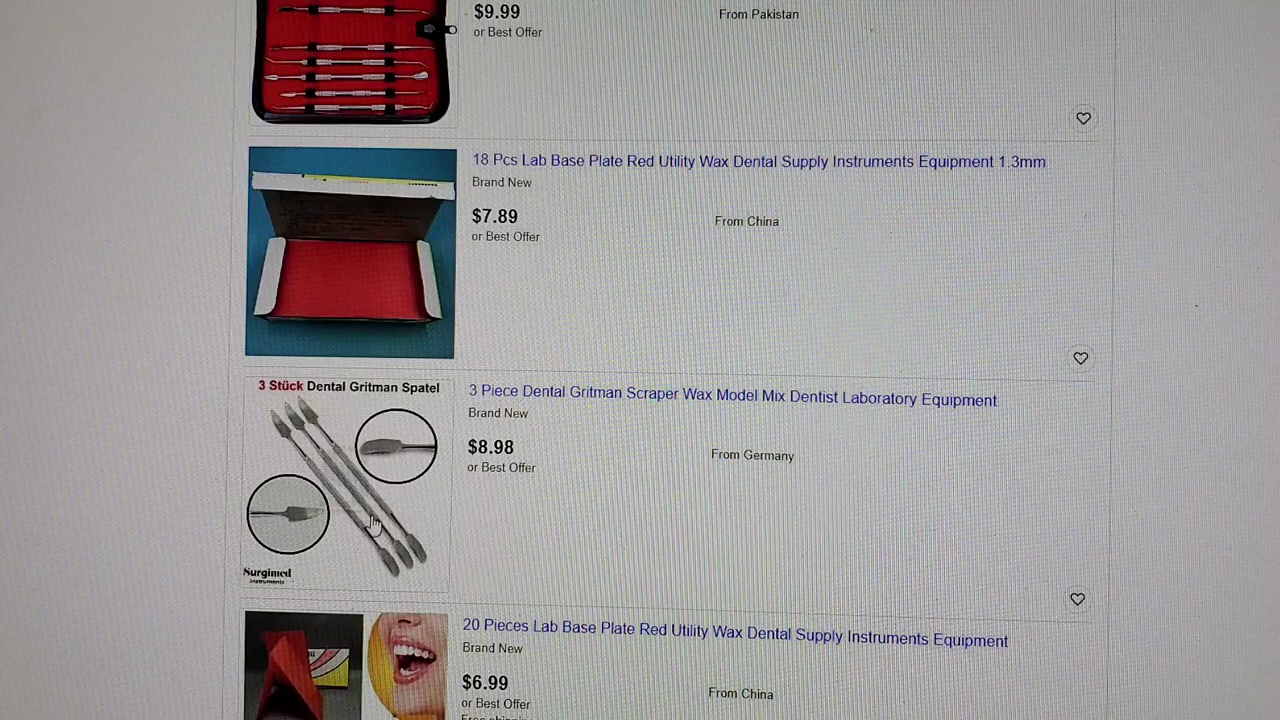 $9.99
From Pakistan
or Best Offer
18 Pcs Lab Base Plate Red Utility Wax Dental Supply Instruments Equipment 1.3mm
Brand New
$7.89
From China
or Best Offer
3 Stück Dental Gritman Spatel
3 Piece Dental Gritman Scraper Wax Model Mix Dentist Laboratory Equipment
Brand New
$8.98
From Germany
or Best Offer
Surgimed
Instruments
20 Pieces Lab Base Plate Red Utility Wax Dental Supply Instruments Equipment
Brand New
$6.99
From China
or Best Offer